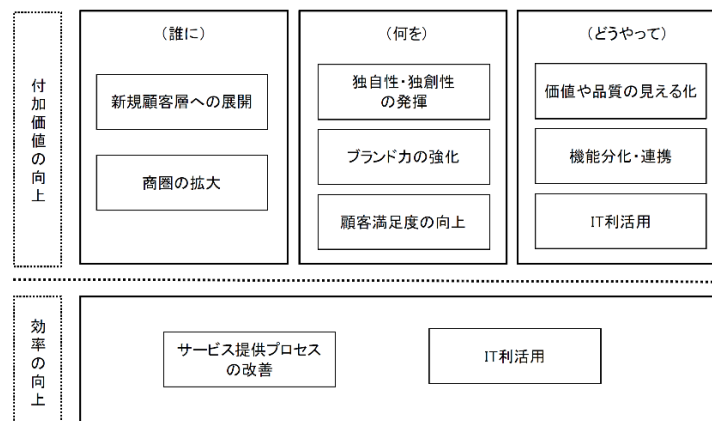 付加価値の向上
(誰に)
新規顧客層への展開
商圏の拡大
(何を)
独自性・独創性
の発揮
ブランド力の強化
顧客満足度の向上
(どうやって)
価値や品質の見える化
機能分化・連携
IT利活用
効率の向上
サービス提供プロセス
の改善
IT利活用